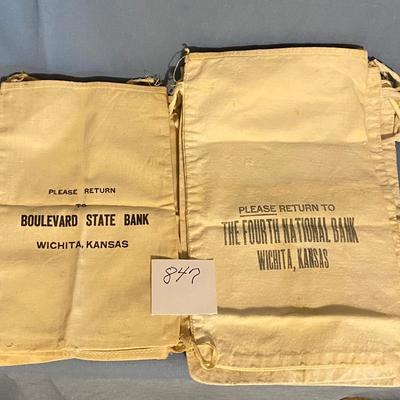 PLEASE RETURN
TO
BOULEVARD STATE BANK
WICHITA, KANSAS
PLEASE RETURN TO
THE FOURTH NATIONAL BANK
WICHITA, KANSAS
847